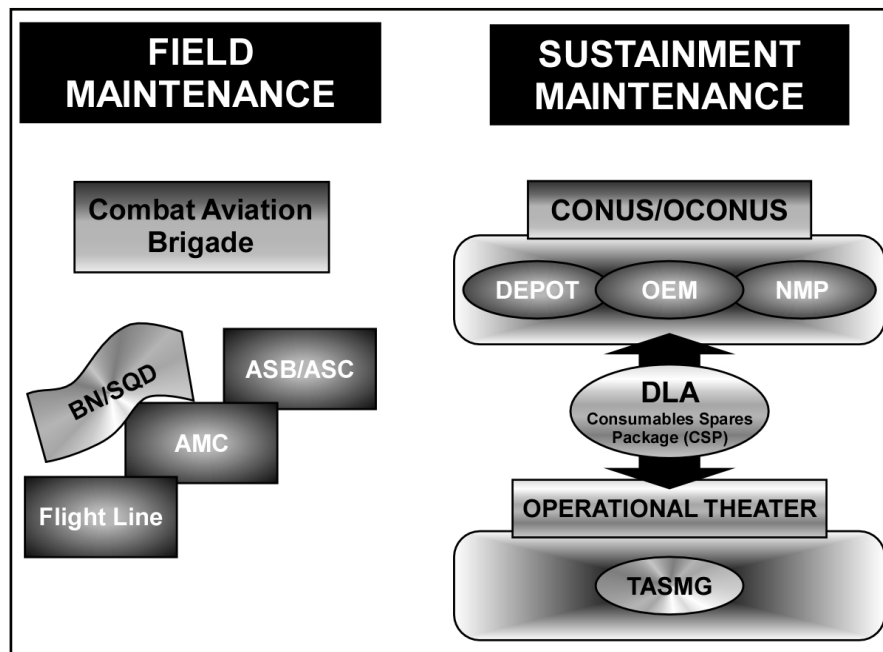 FIELD
MAINTENANCE
Combat Aviation
Brigade
BN/SQD
ASB/ASC
AMC
Flight Line
SUSTAINMENT
MAINTENANCE
CONUS/OCONUS
DEPOT
OEM
NMP
DLA
Consumables Spares
Package (CSP)
OPERATIONAL THEATER
TASMG